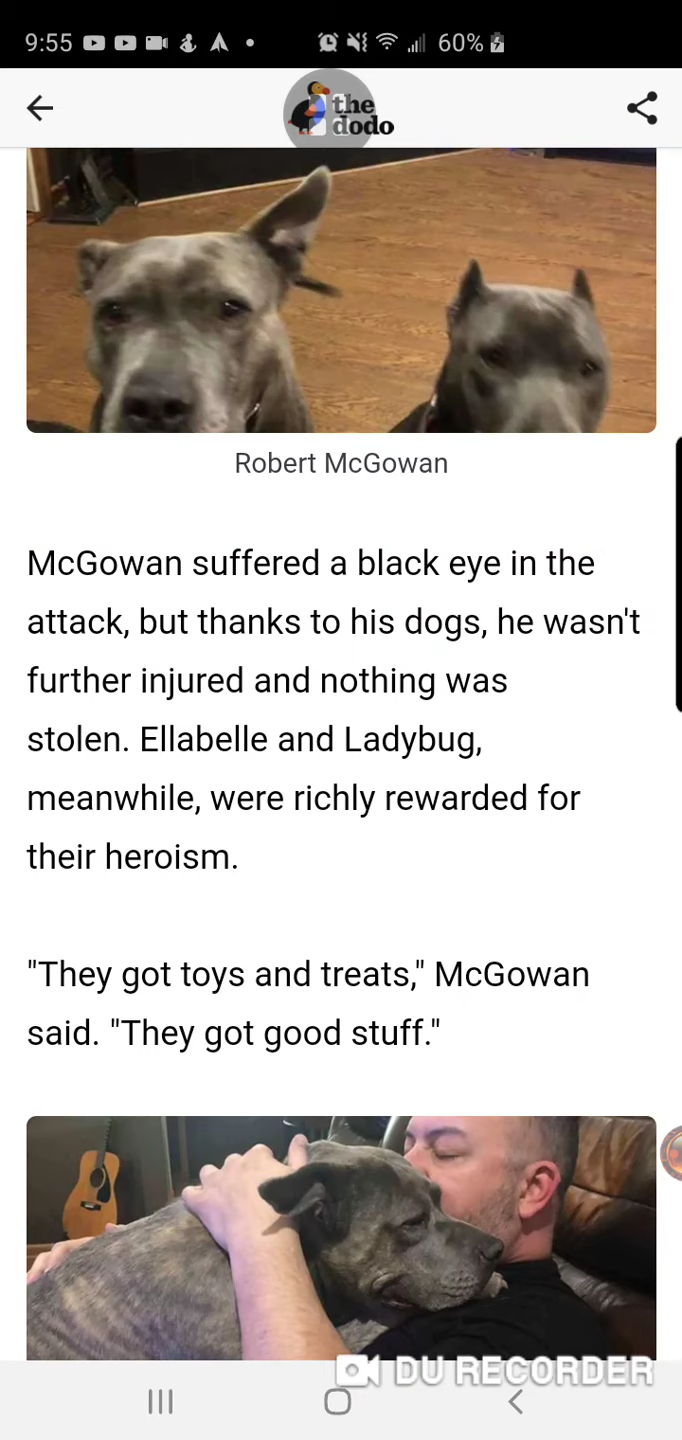 9:55
60%
the
dodo
Robert McGowan
McGowan suffered a black eye in the
attack, but thanks to his dogs, he wasn't
further injured and nothing was
stolen. Ellabelle and Ladybug,
meanwhile, were richly rewarded for
their heroism.
"They got toys and treats," McGowan
said. "They got good stuff."
DU RECORDER